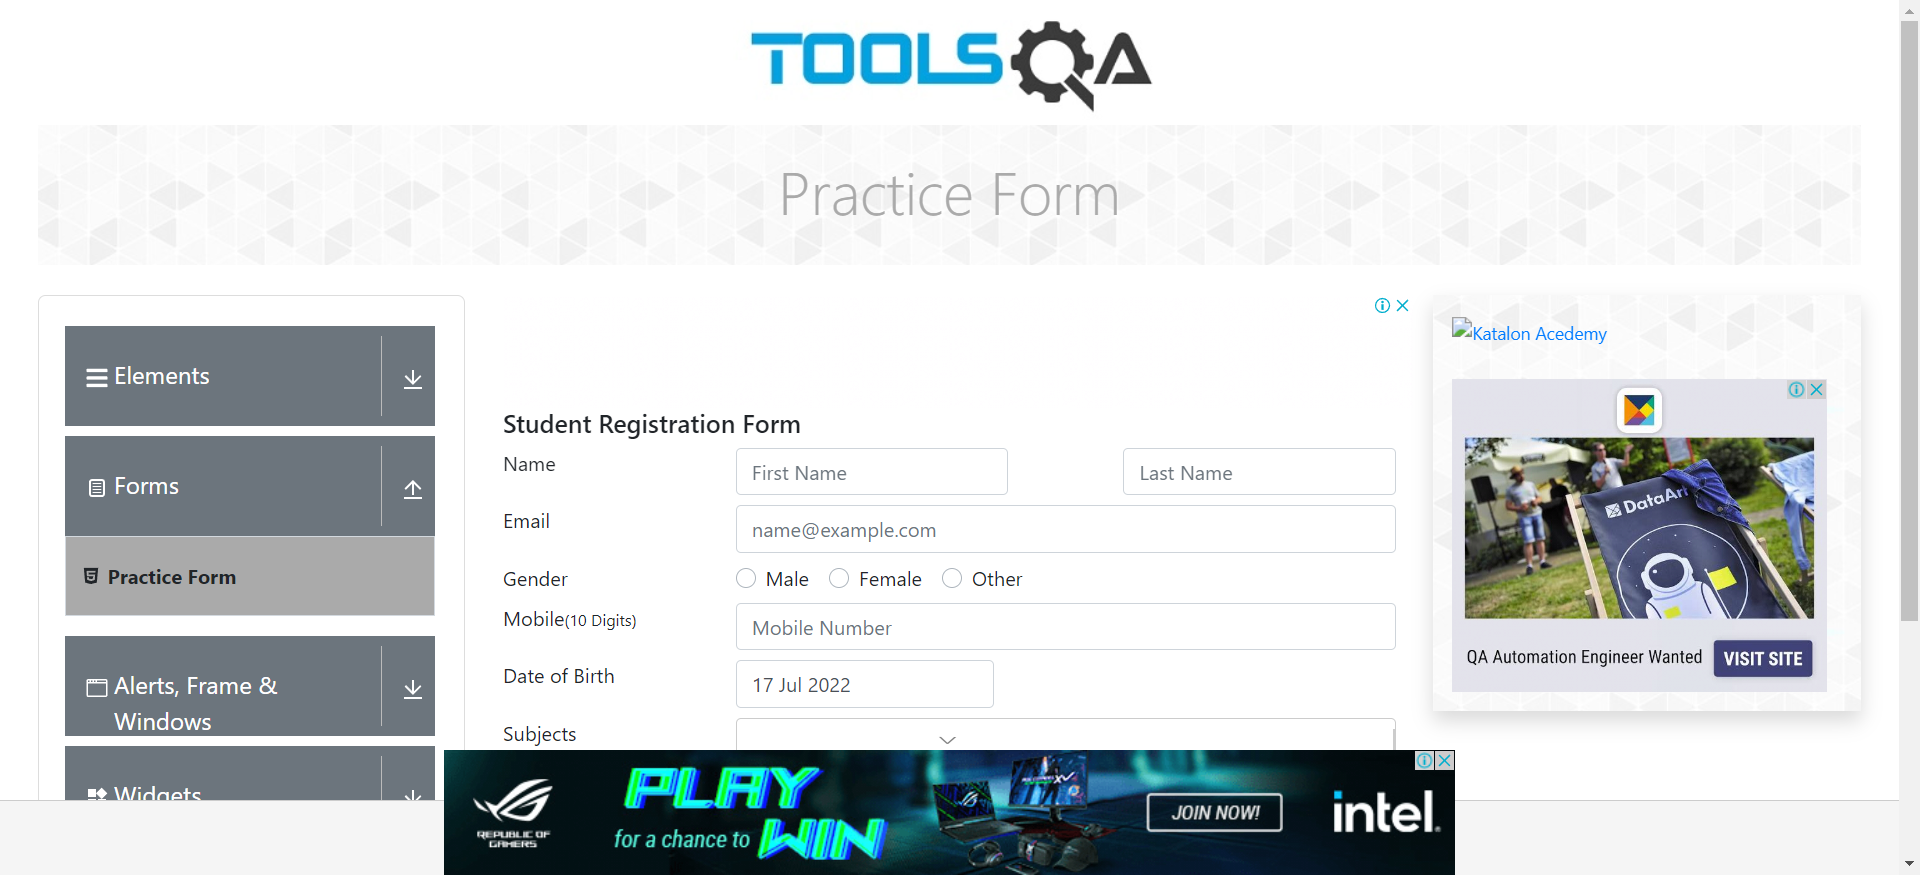 TOOLSQA
Practice Form
Elements
Forms
Practice Form
Alerts, Frame &
Windows
Widgets
Student Registration Form
Name
First Name
Last Name
Email
name@example.com
Gender
Male
Female
Other
Mobile(10 Digits)
Mobile Number
Date of Birth
17 Jul 2022
Subjects
Katalon Acedemy
DataArt
QA Automation Engineer Wanted
VISIT SITE
REPUBLIC OF
GAMERS
PLAY
for a chance to WIN
JOIN NOW!
intel.